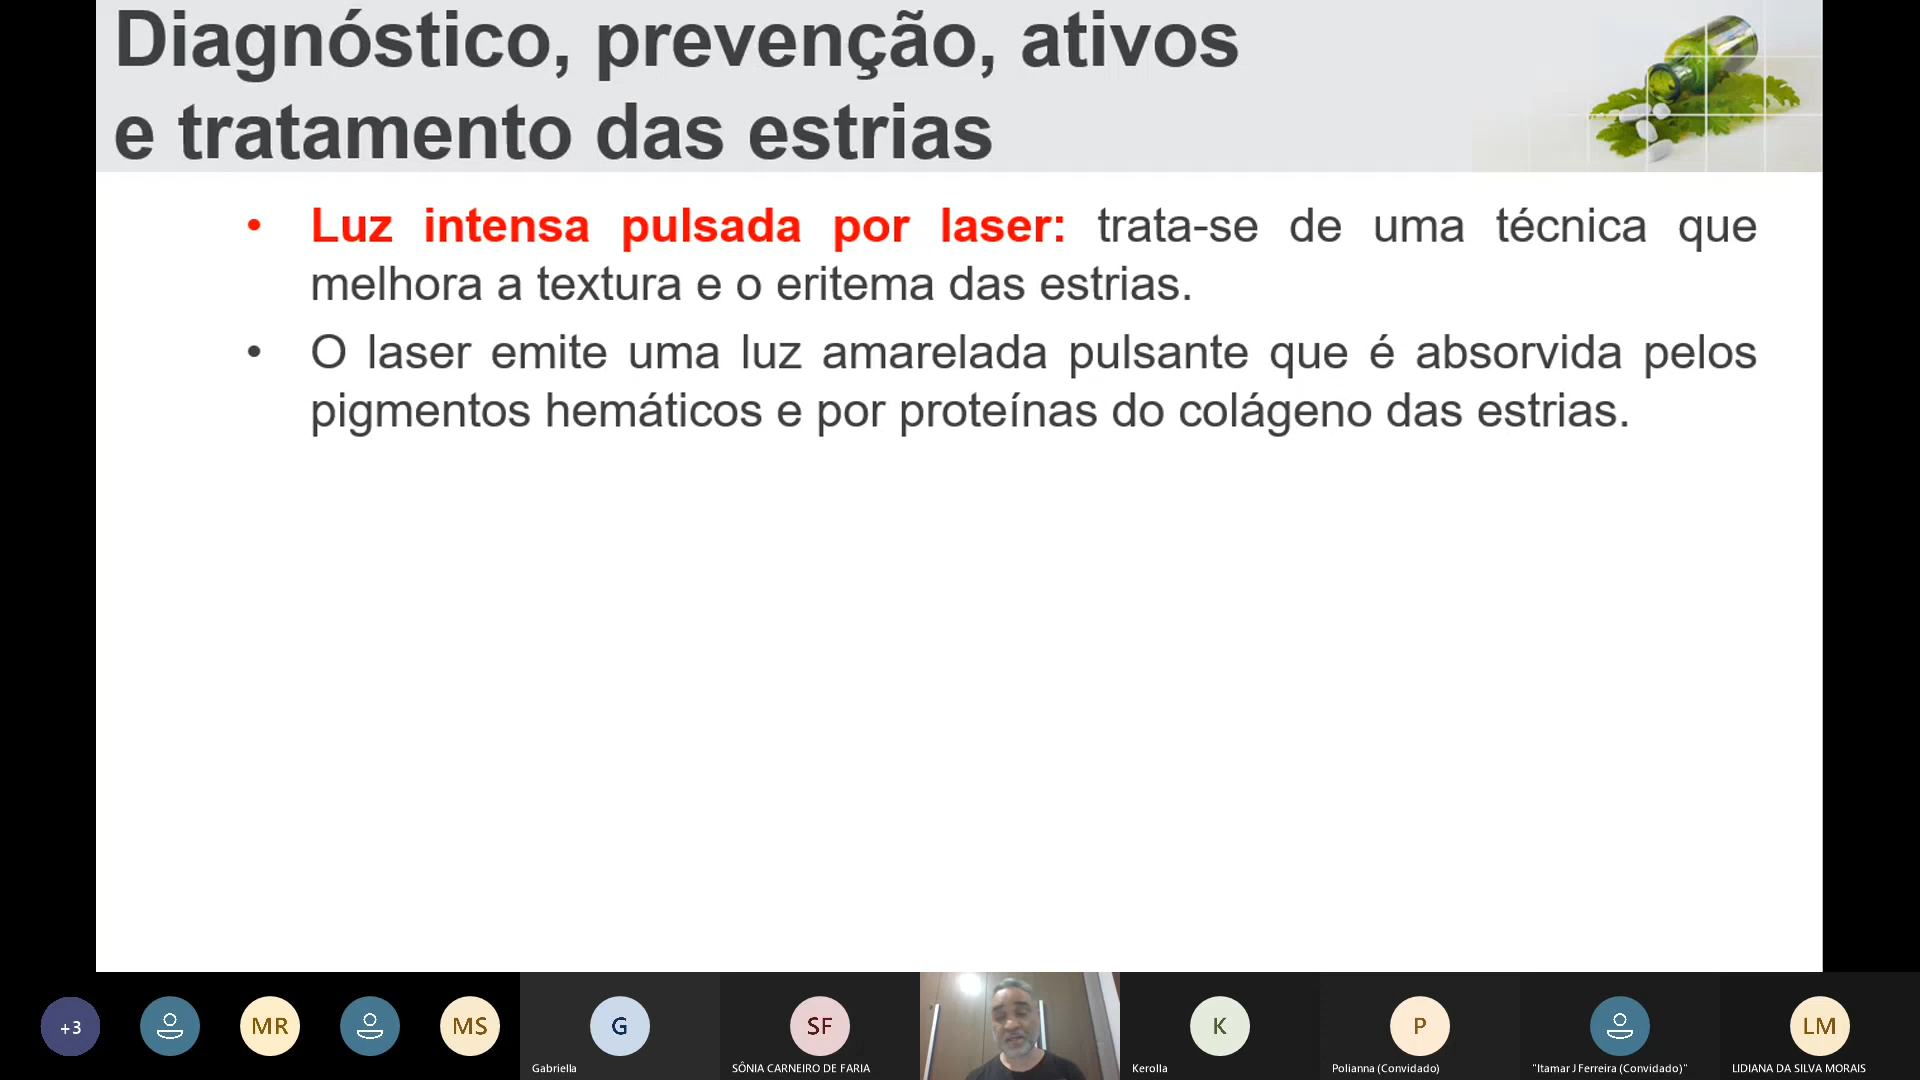 Diagnóstico, prevenção, ativos
e tratamento das estrias
• Luz intensa pulsada por laser: trata-se de uma técnica que
melhora a textura e o eritema das estrias.
• O laser emite uma luz amarelada pulsante que é absorvida pelos
pigmentos hemáticos e por proteínas do colágeno das estrias.
+3
MR
MS
G
SF
K
P
LM
Gabriella
SÔNIA CARNEIRO DE FARIA
Kerolla
Polianna (Convidado)
"Itamar J Ferreira (Convidado)"
LIDIANA DA SILVA MORAIS